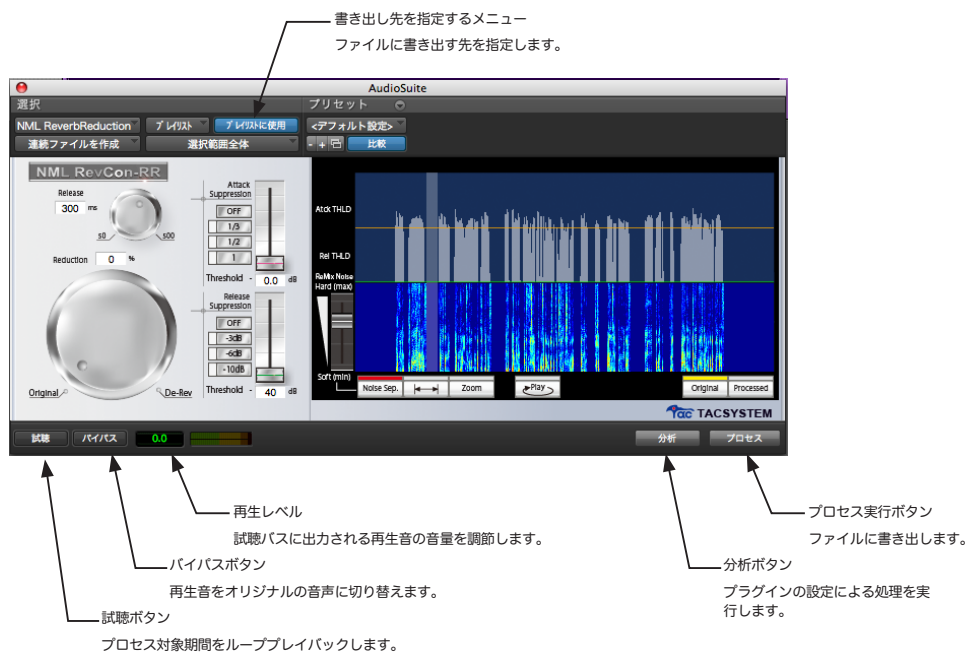 書き出し先を指定するメニュー
ファイルに書き出す先を指定します。
AudioSuite
選択
プリセット
NML ReverbReduction
プレイリスト
プレイリストに使用
<デフォルト設定>
連続ファイルを作成
選択範囲全体
- +
比較
NML RevCon-RR
Release
300 ms
50
500
Reduction 0 %
Original
De-Rev
Attack
Suppression
OFF
1/3
1/2
1
Threshold - 0.0 dB
Release
Suppression
OFF
-3dB
-6dB
-10dB
Threshold - 40 dB
Atck THLD
Rel THLD
ReMix Noise
Hard (max)
Soft (min)
Noise Sep.
Zoom
Play
Original
Processed
Tac TACSYSTEM
試聴
バイパス
0.0
分析
プロセス
再生レベル
試聴バスに出力される再生音の音量を調節します。
バイパスボタン
再生音をオリジナルの音声に切り替えます。
試聴ボタン
プロセス対象期間をループプレイバックします。
プロセス実行ボタン
ファイルに書き出します。
分析ボタン
プラグインの設定による処理を実
行します。